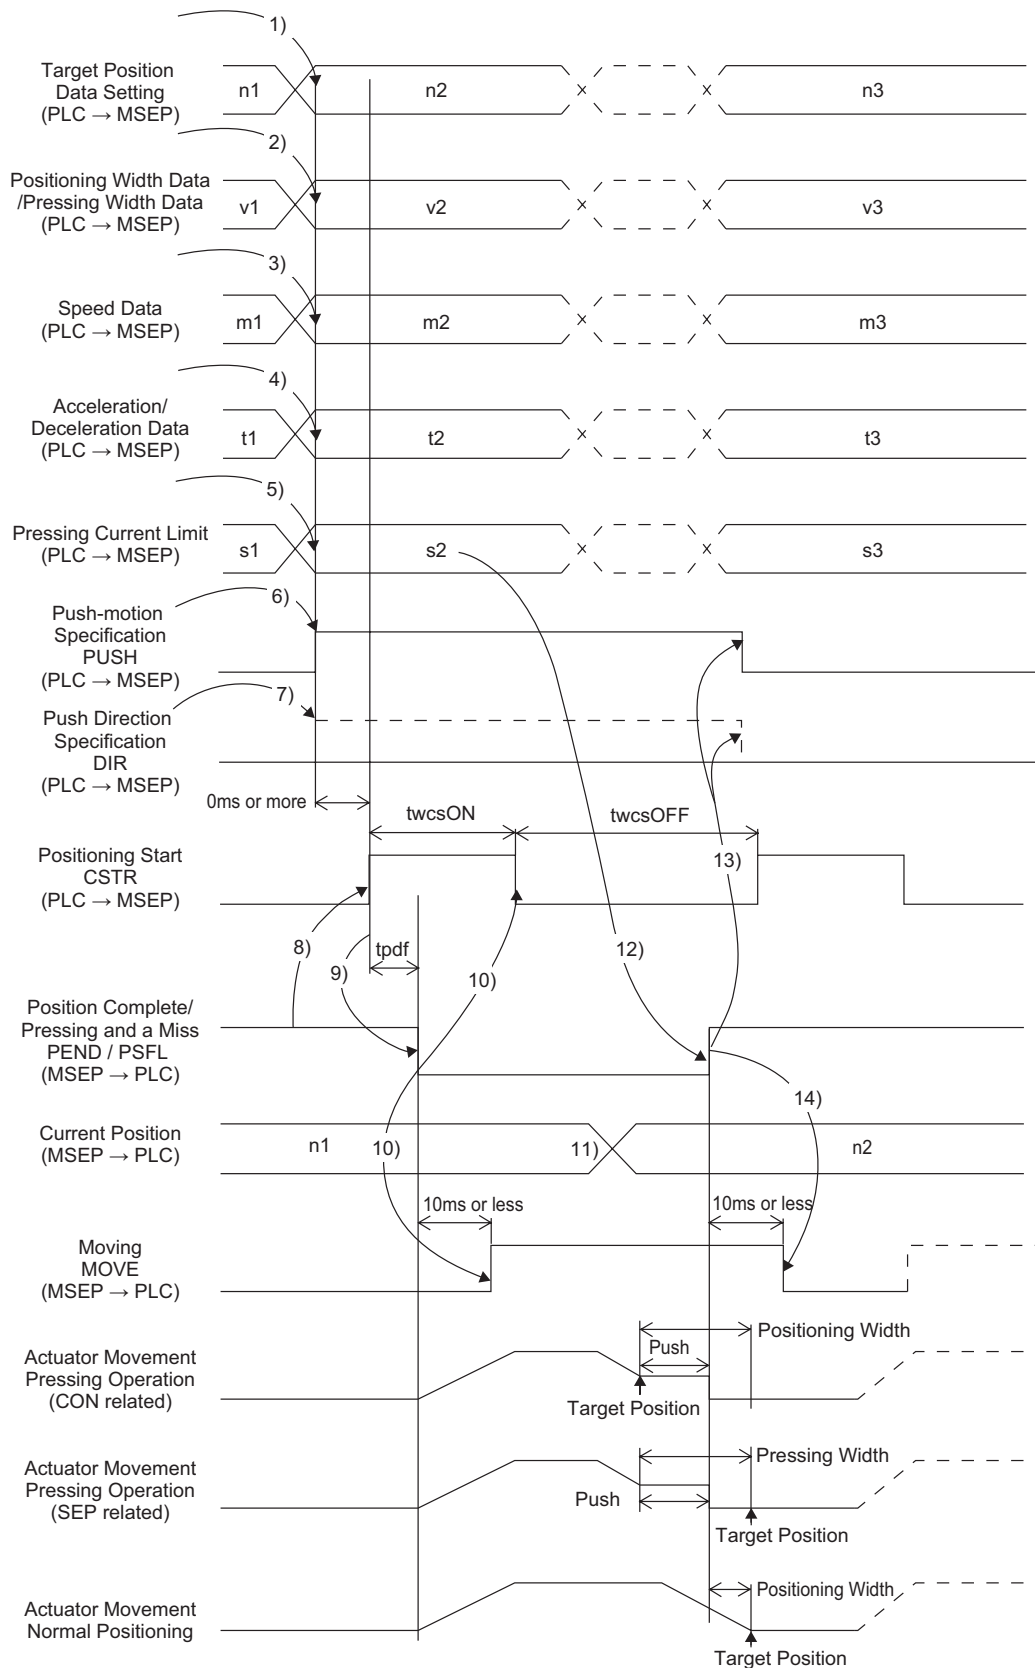 1)
Target Position
Data Setting
(PLC → MSEP)
n1
n2
n3
2)
Positioning Width Data
/Pressing Width Data
(PLC → MSEP)
v1
v2
v3
3)
Speed Data
(PLC → MSEP)
m1
m2
m3
4)
Acceleration/
Deceleration Data
(PLC → MSEP)
t1
t2
t3
5)
Pressing Current Limit
(PLC → MSEP)
s1
s2
s3
6)
Push-motion
Specification
PUSH
(PLC → MSEP)
7)
Push Direction
Specification
DIR
(PLC → MSEP)
0ms or more
twcsON
twcsOFF
Positioning Start
CSTR
(PLC → MSEP)
13)
8)
tpdf
12)
9)
10)
Position Complete/
Pressing and a Miss
PEND / PSFL
(MSEP → PLC)
14)
Current Position
(MSEP → PLC)
n1
10)
11)
n2
10ms or less
10ms or less
Moving
MOVE
(MSEP → PLC)
Positioning Width
Push
Actuator Movement
Pressing Operation
(CON related)
Target Position
Pressing Width
Actuator Movement
Pressing Operation
(SEP related)
Push
Target Position
Positioning Width
Actuator Movement
Normal Positioning
Target Position